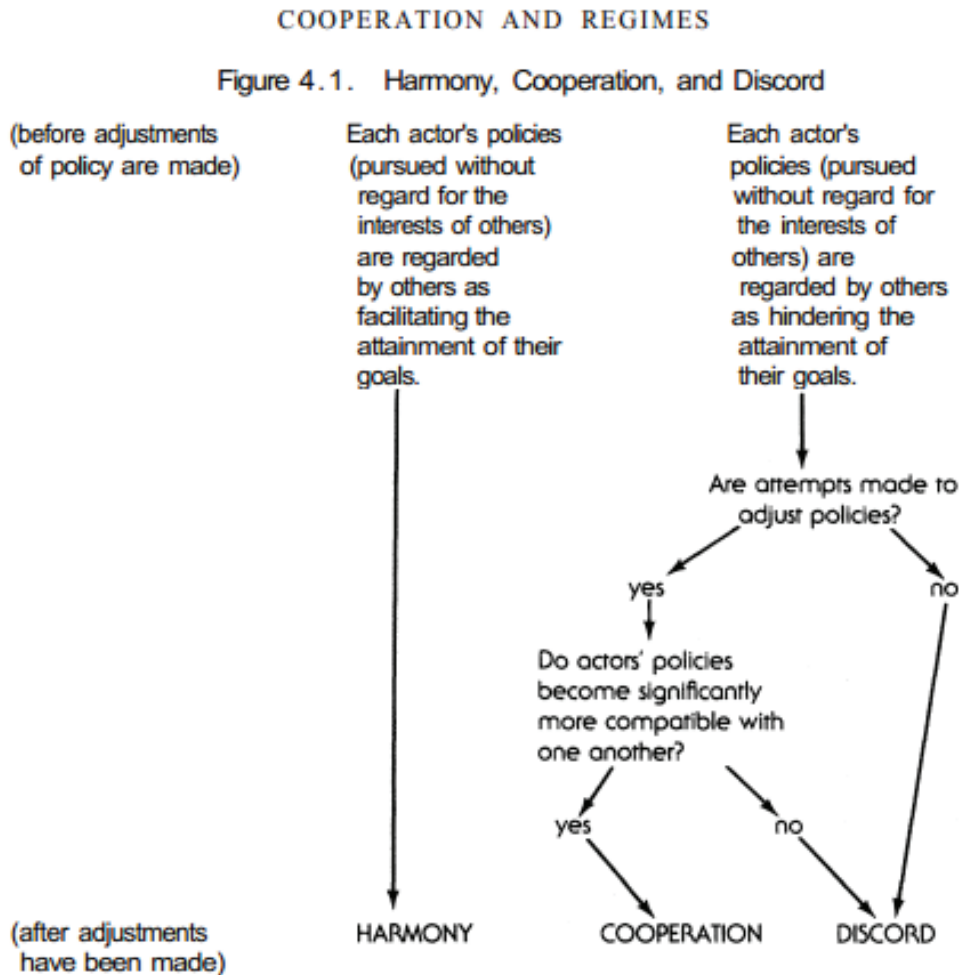 COOPERATION AND REGIMES
Figure 4.1. Harmony, Cooperation, and Discord
(before adjustments
of policy are made)
Each actor's policies
(pursued without
regard for the
interests of others)
are regarded
by others as
facilitating the
attainment of their
goals.
Each actor's
policies (pursued
without regard for
the interests of
others) are
regarded by others
as hindering the
attainment of
their goals.
Are attempts made to
adjust policies?
yes
no
Do actors' policies
become significantly
more compatible with
one another?
yes
no
(after adjustments
have been made)
HARMONY
COOPERATION
DISCORD